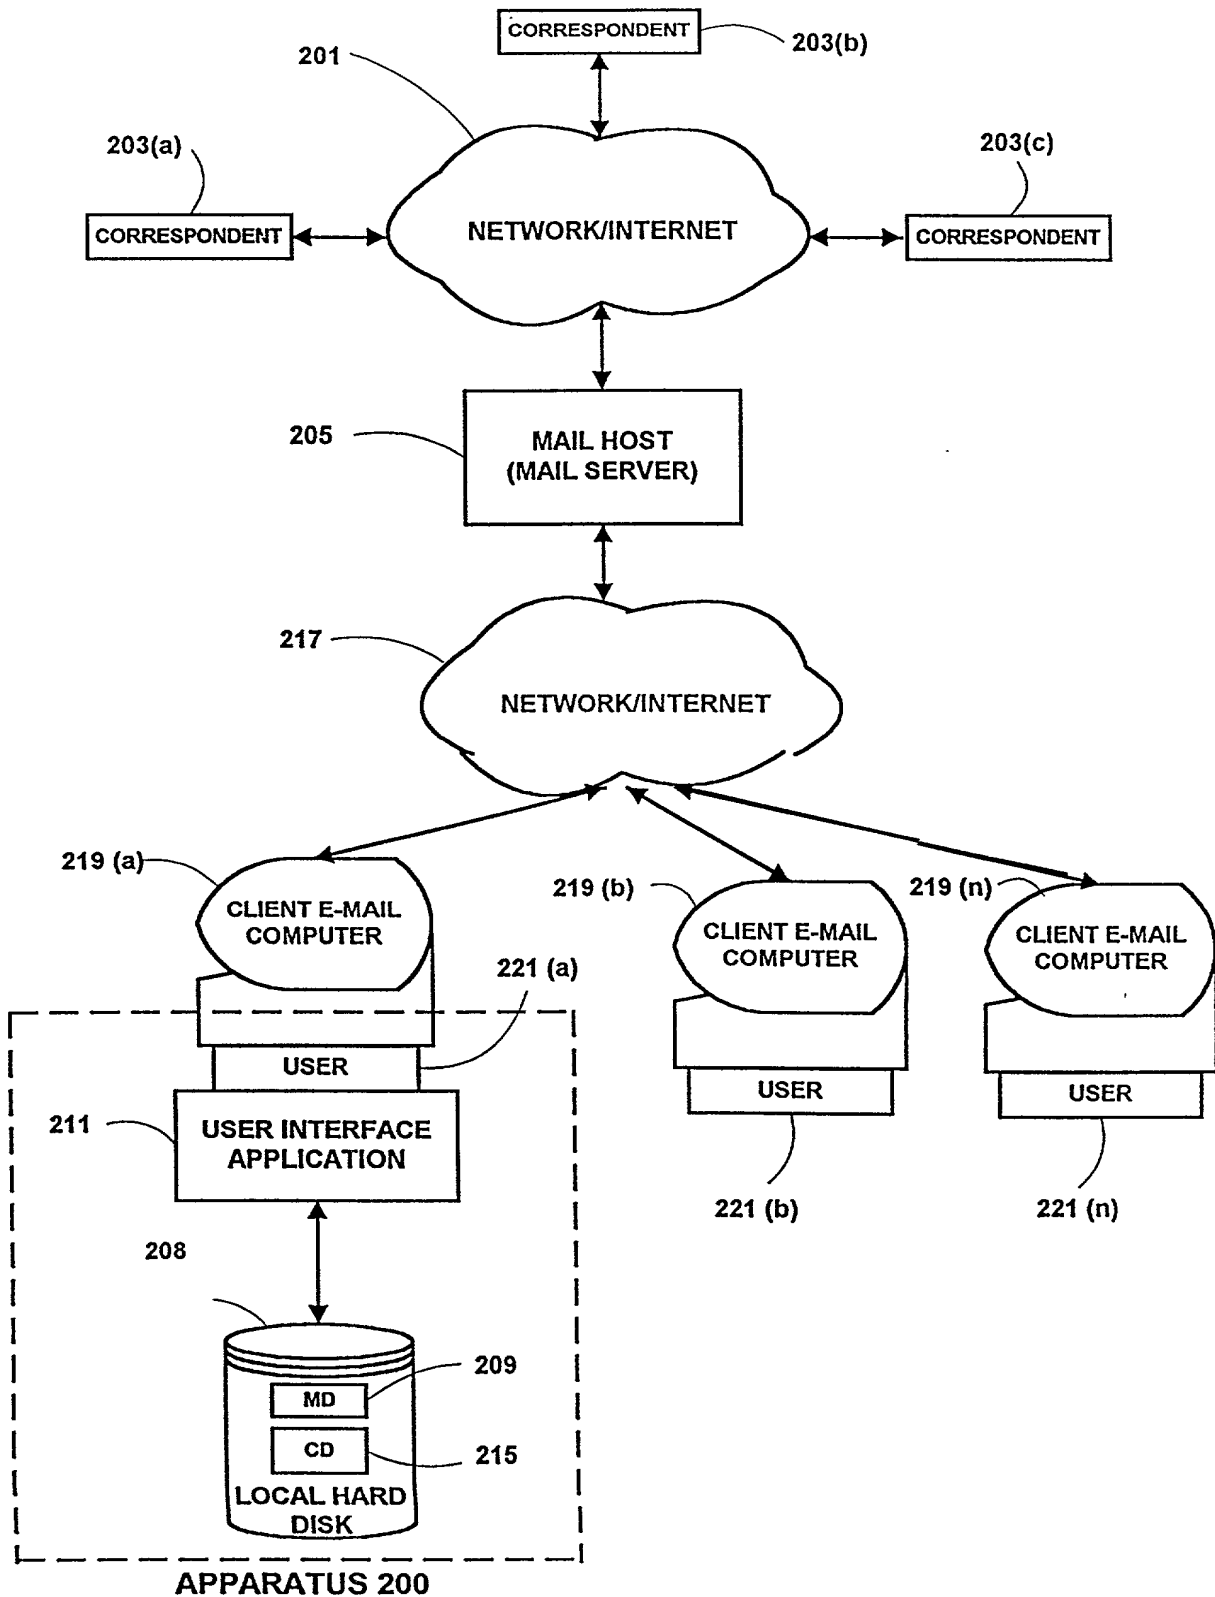 CORRESPONDENT
203(b)
201
203(a)
203(c)
CORRESPONDENT
NETWORK/INTERNET
CORRESPONDENT
205
MAIL HOST
(MAIL SERVER)
217
NETWORK/INTERNET
219 (a)
219 (b)
219 (n)
CLIENT E-MAIL
COMPUTER
CLIENT E-MAIL
COMPUTER
CLIENT E-MAIL
COMPUTER
221 (a)
USER
USER
USER
211
USER INTERFACE
APPLICATION
221 (b)
221 (n)
208
209
MD
CD
215
LOCAL HARD
DISK
APPARATUS 200